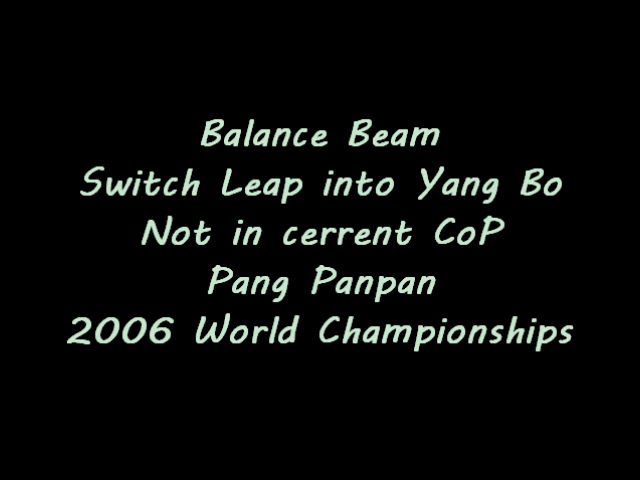 Balance Beam
Switch Leap into Yang Bo
Not in cerrent CoP
Pang Panpan
2006 World Championships